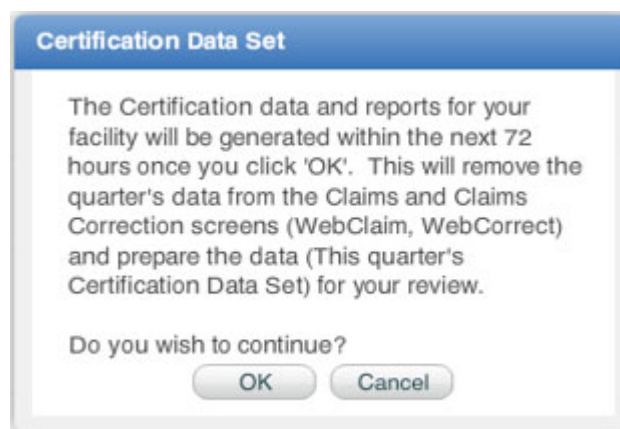 Certification Data Set
The Certification data and reports for your
facility will be generated within the next 72
hours once you click 'OK'.  This will remove the
quarter's data from the Claims and Claims
Correction screens (WebClaim, WebCorrect)
and prepare the data (This quarter's
Certification Data Set) for your review.
Do you wish to continue?
OK Cancel